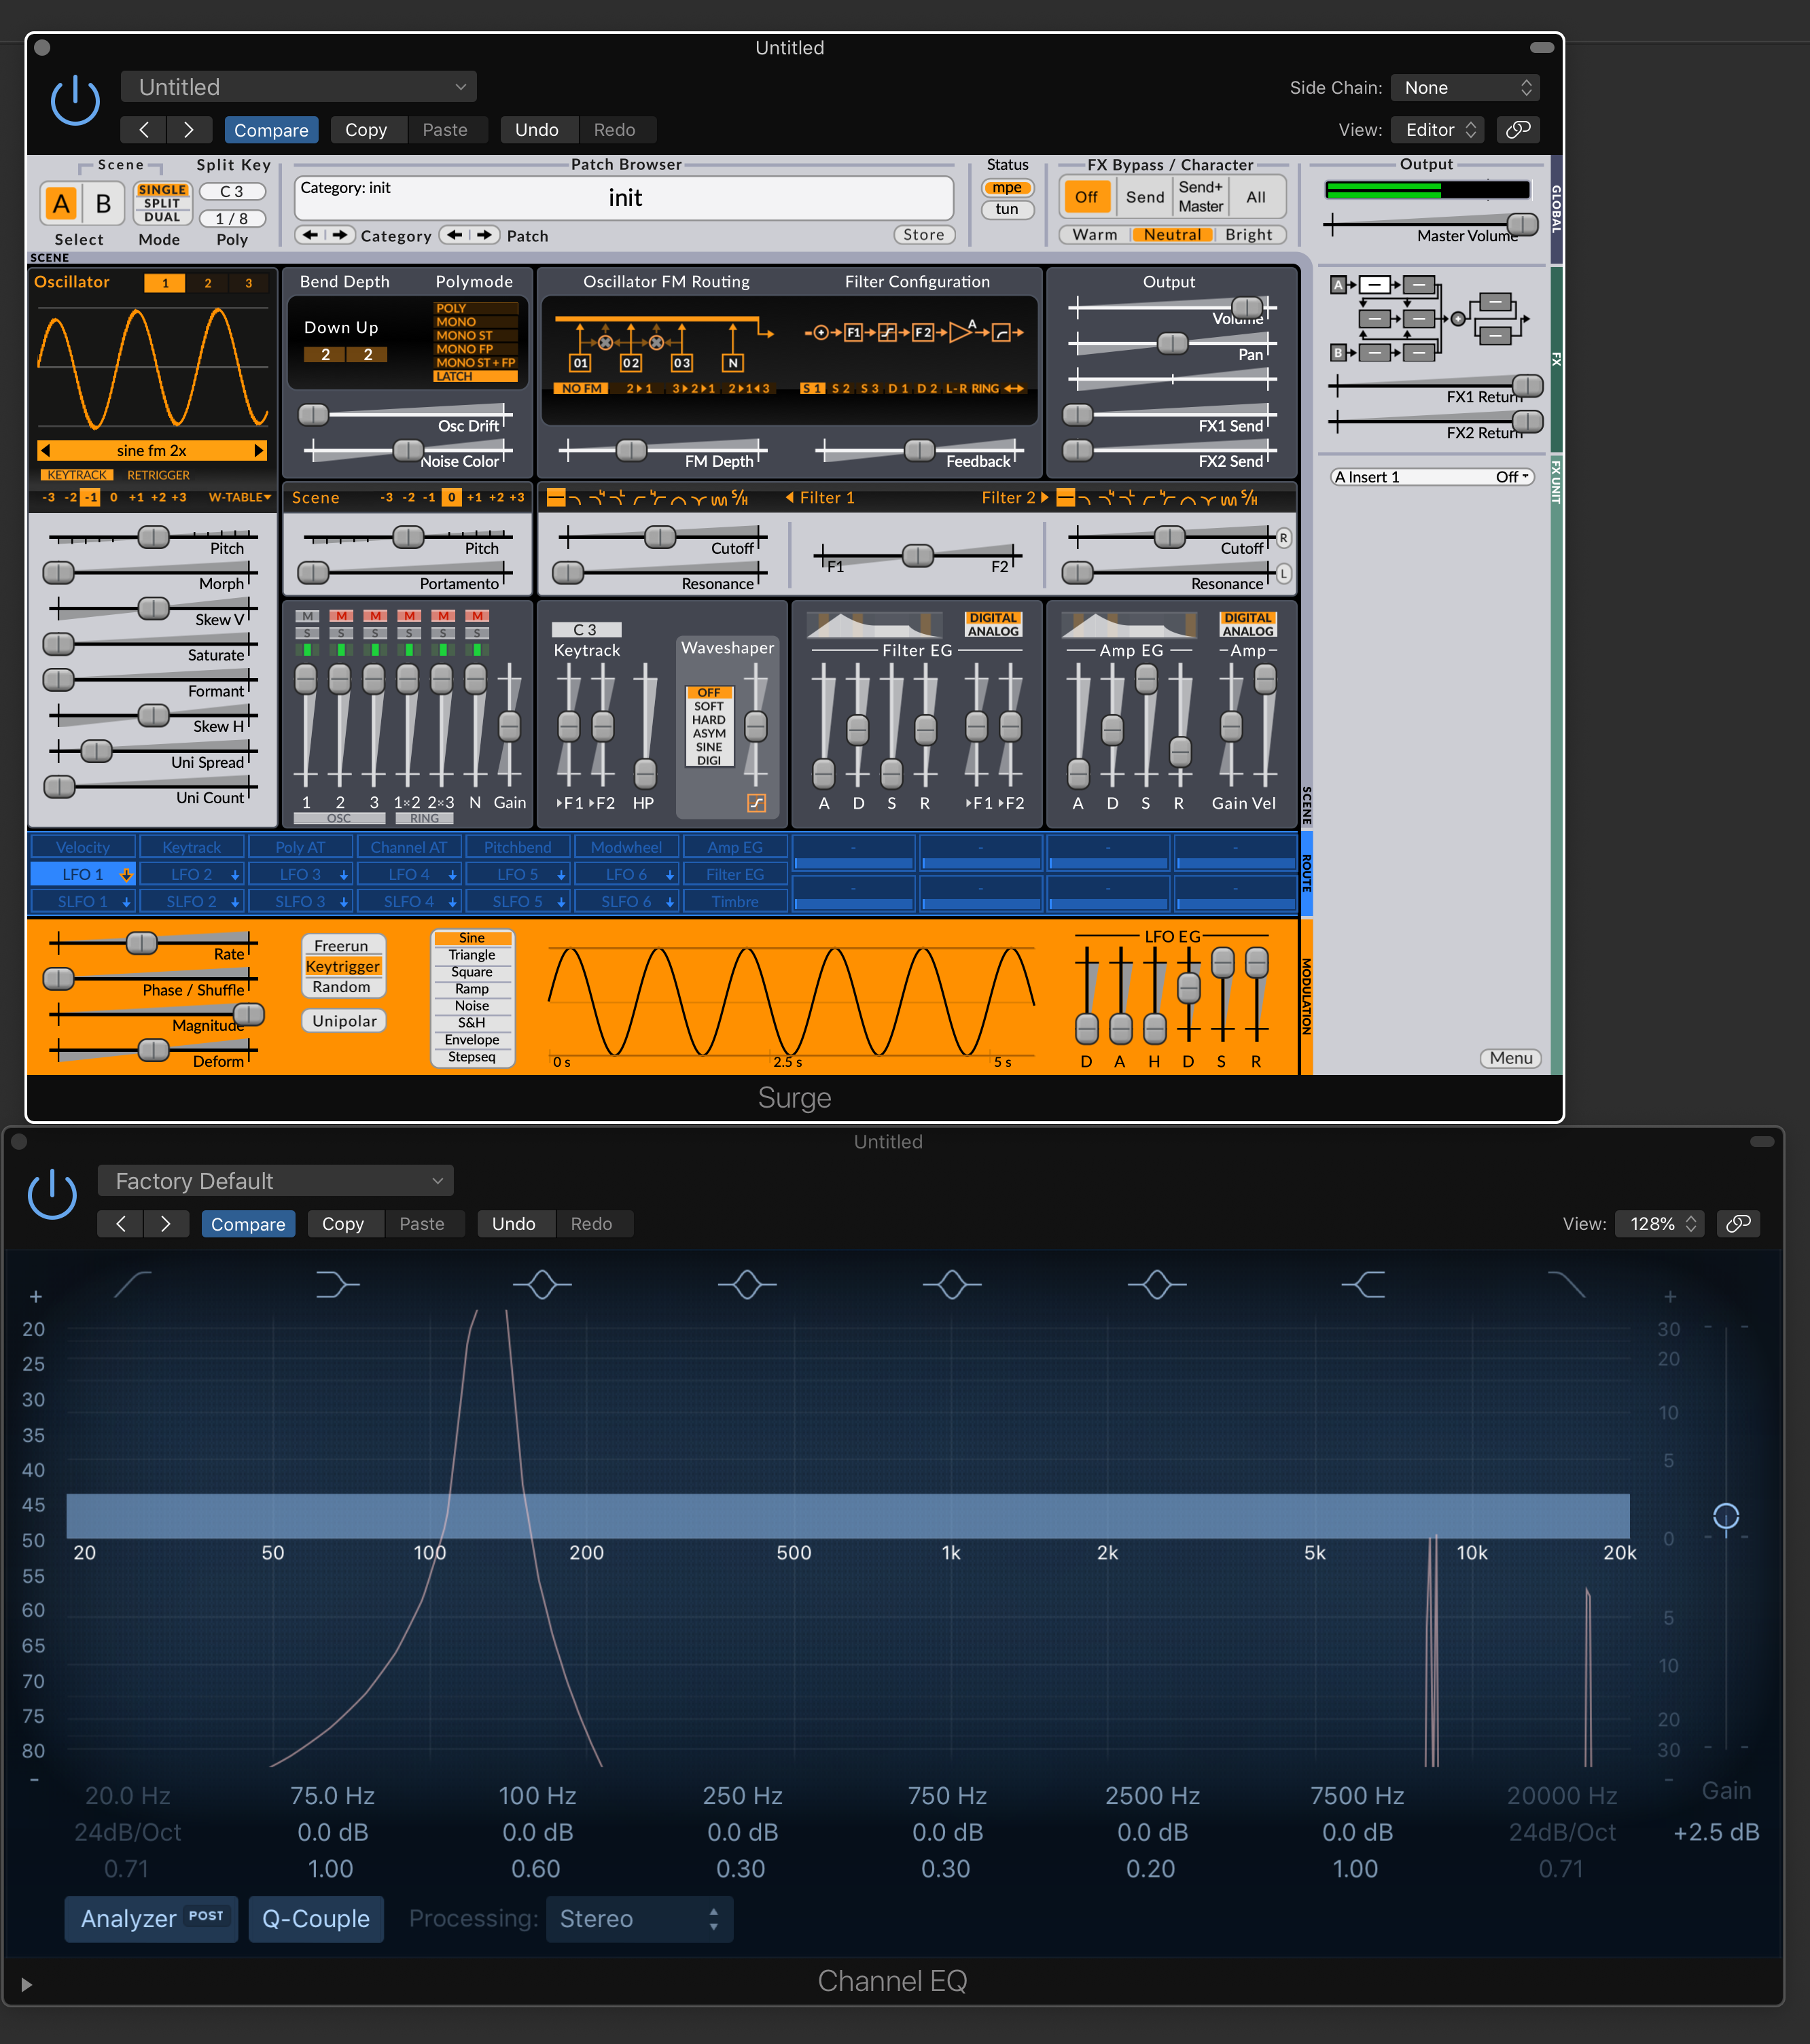 Untitled
Untitled
Side Chain: None
Compare Copy Paste Undo Redo
View: Editor
Scene Split Key Patch Browser Status FX Bypass / Character Output
A B SINGLE SPLIT DUAL C 3 1 / 8
Category: init
init
mpe
tun
Off Send Send+ Master All
Select Mode Poly
Category Patch Store
Warm Neutral Bright
Master Volume
GLOBAL
SCENE
Oscillator 1 2 3
sine fm 2x
KEYTRACK RETRIGGER
-3 -2 -1 0 +1 +2 +3 W-TABLE
Pitch
Morph
Skew V
Saturate
Formant
Skew H
Uni Spread
Uni Count
Bend Depth Polymode
Down Up
2 2
POLY
MONO
MONO ST
MONO FP
MONO ST + FP
LATCH
Osc Drift
Noise Color
Oscillator FM Routing Filter Configuration
01 02 03 N
F1 F2 A
NO FM 2▸1 3▸2▸1 2▸1◂3
S 1 S 2 S 3 D 1 D 2 L-R RING
FM Depth Feedback
Output
Volume
Pan
FX1 Send
FX2 Send
A
B
FX1 Return
FX2 Return
FX
A Insert 1 Off
FX UNIT
Scene -3 -2 -1 0 +1 +2 +3
Pitch
Portamento
S/H Filter 1 Filter 2 S/H
Cutoff
Resonance
F1 F2
Cutoff R
Resonance L
M M M M M M
S S S S S S
1 2 3 1×2 2×3 N Gain
OSC RING
C 3
Keytrack
F1 F2 HP
Waveshaper
OFF
SOFT
HARD
ASYM
SINE
DIGI
DIGITAL
ANALOG
Filter EG
A D S R F1 F2
DIGITAL
ANALOG
Amp EG Amp
A D S R Gain Vel
SCENE
Velocity Keytrack Poly AT Channel AT Pitchbend Modwheel Amp EG - - - -
LFO 1 LFO 2 LFO 3 LFO 4 LFO 5 LFO 6 Filter EG
SLFO 1 SLFO 2 SLFO 3 SLFO 4 SLFO 5 SLFO 6 Timbre - - - -
ROUTE
Rate
Phase / Shuffle
Magnitude
Deform
Freerun
Keytrigger
Random
Unipolar
Sine
Triangle
Square
Ramp
Noise
S&H
Envelope
Stepseq
0 s 2.5 s 5 s
LFO EG
D A H D S R
MODULATION
Menu
Surge
Untitled
Factory Default
Compare Copy Paste Undo Redo
View: 128%
+ +
20 30
25 20
30
35 10
40 5
45
50 0
20 50 100 200 500 1k 2k 5k 10k 20k
55
60 5
65 10
70
75 20
80 30
- -
20.0 Hz 75.0 Hz 100 Hz 250 Hz 750 Hz 2500 Hz 7500 Hz 20000 Hz Gain
24dB/Oct 0.0 dB 0.0 dB 0.0 dB 0.0 dB 0.0 dB 0.0 dB 24dB/Oct +2.5 dB
0.71 1.00 0.60 0.30 0.30 0.20 1.00 0.71
Analyzer POST Q-Couple Processing: Stereo
Channel EQ